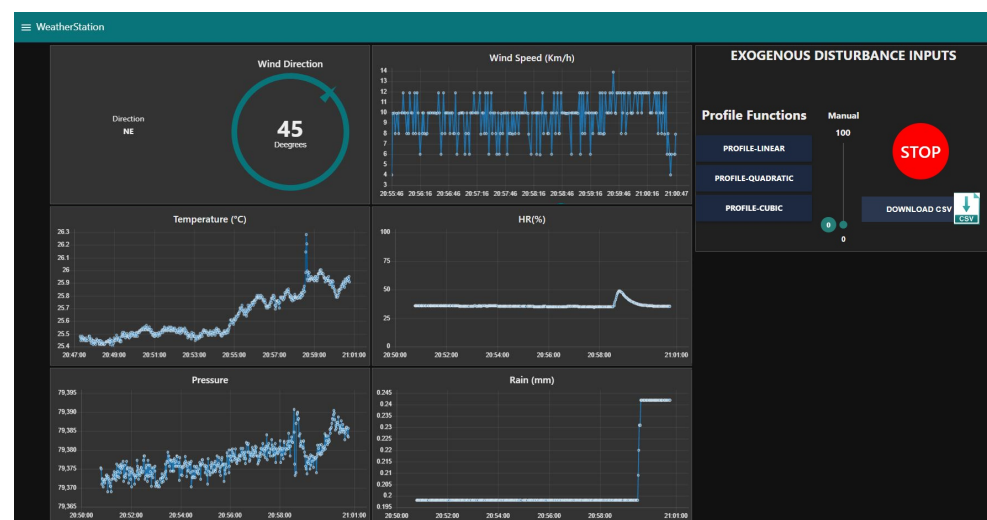 WeatherStation
Wind Direction
Direction
NE
45
Deegrees
Wind Speed (Km/h)
14
13
12
11
10
9
8
7
6
5
4
3
20:55:46 20:56:16 20:56:46 20:57:16 20:57:46 20:58:16 20:58:46 20:59:16 20:59:46 21:00:16 21:00:47
EXOGENOUS DISTURBANCE INPUTS
Profile Functions
Manual
100
PROFILE-LINEAR
PROFILE-QUADRATIC
PROFILE-CUBIC
0
0
STOP
DOWNLOAD CSV
CSV
Temperature (°C)
26.3
26.2
26.1
26
25.9
25.8
25.7
25.6
25.5
25.4
20:47:00 20:49:00 20:51:00 20:53:00 20:55:00 20:57:00 20:59:00 21:01:00
HR(%)
100
75
50
25
0
20:50:00 20:52:00 20:54:00 20:56:00 20:58:00 21:01:00
Pressure
79,395
79,390
79,385
79,380
79,375
79,370
79,365
20:50:00 20:52:00 20:54:00 20:56:00 20:58:00 21:01:00
Rain (mm)
0.245
0.24
0.235
0.23
0.225
0.22
0.215
0.21
0.205
0.2
0.195
20:50:00 20:52:00 20:54:00 20:56:00 20:58:00 21:01:00